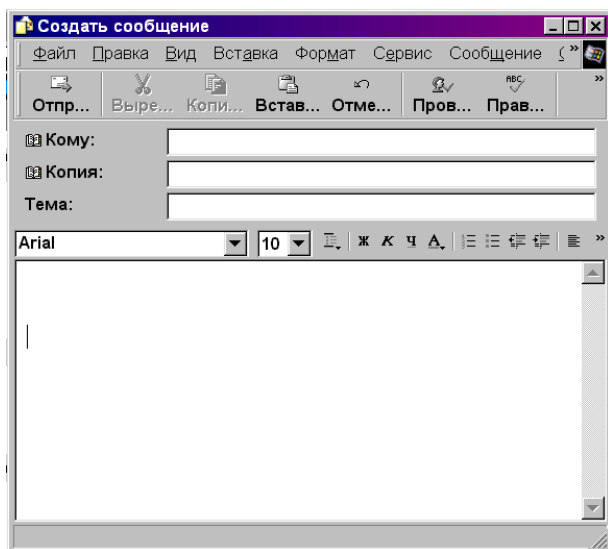 Создать сообщение
Файл Правка Вид Вставка Формат Сервис Сообщение »
ABC
»
Отпр... Выре... Копи... Встав... Отме... Пров... Прав...
Кому:
Копия:
Тема:
Arial 10 Ж К Ч А »